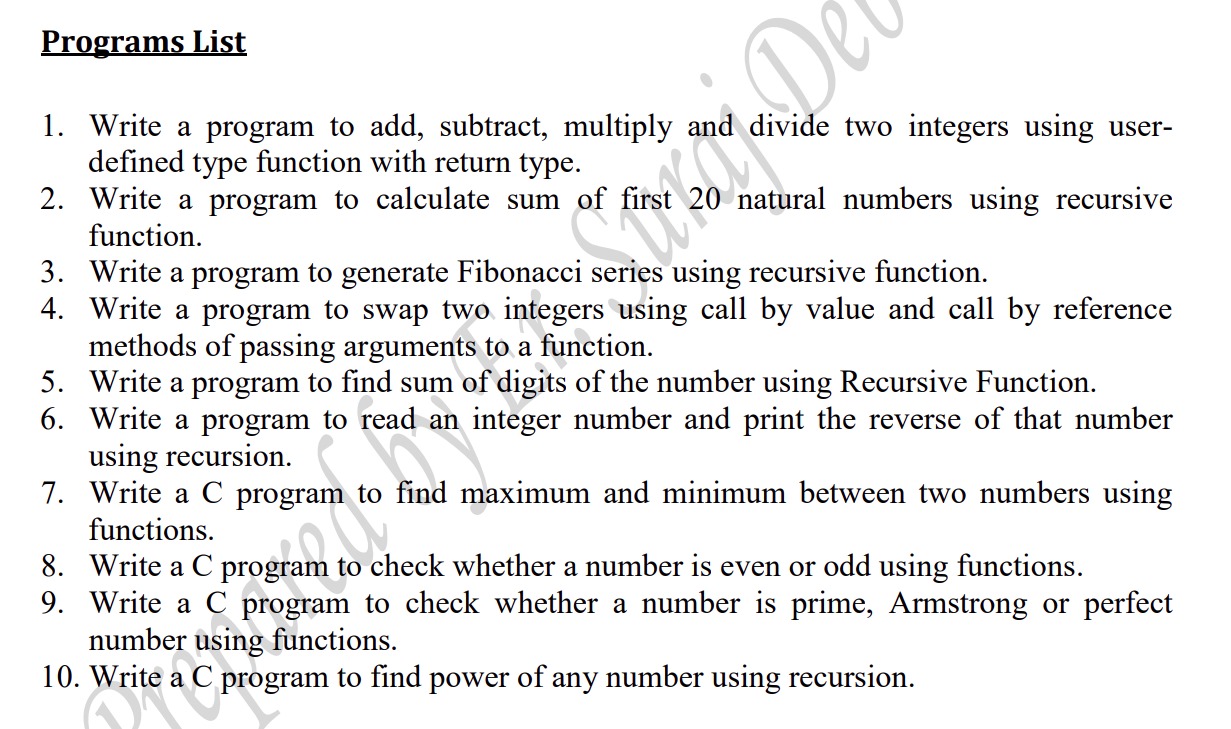 Programs List
1. Write a program to add, subtract, multiply and divide two integers using user-
defined type function with return type.
2. Write a program to calculate sum of first 20 natural numbers using recursive
function.
3. Write a program to generate Fibonacci series using recursive function.
4. Write a program to swap two integers using call by value and call by reference
methods of passing arguments to a function.
5. Write a program to find sum of digits of the number using Recursive Function.
6. Write a program to read an integer number and print the reverse of that number
using recursion.
7. Write a C program to find maximum and minimum between two numbers using
functions.
8. Write a C program to check whether a number is even or odd using functions.
9. Write a C program to check whether a number is prime, Armstrong or perfect
number using functions.
10. Write a C program to find power of any number using recursion.
Prepared by Er. Suraj Dev